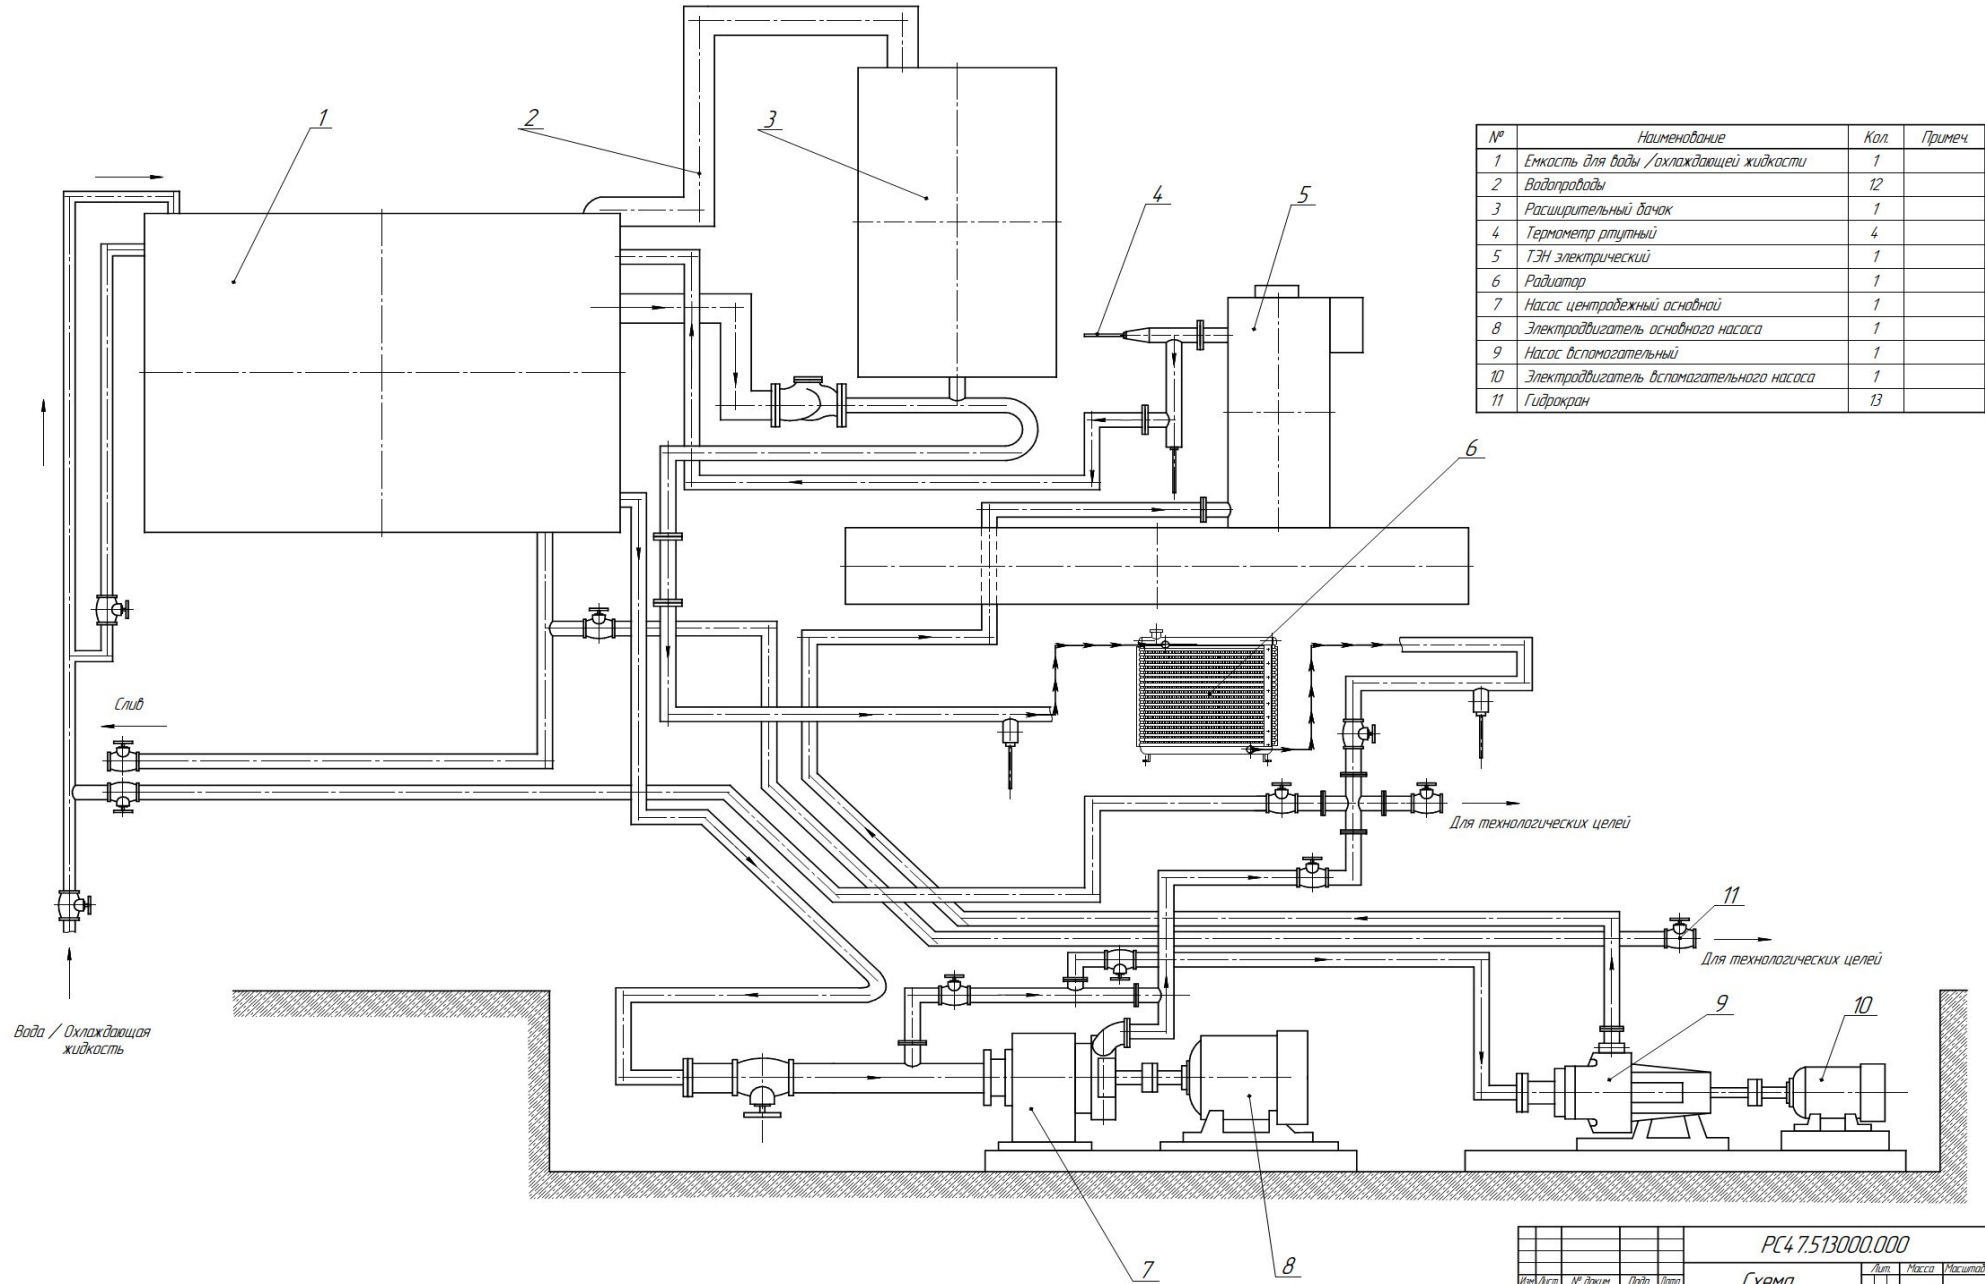 1
2
3
4
5
6
№ Наименование Кол. Примеч.
1 Емкость для воды /охлаждающей жидкости 1
2 Водопроводы 12
3 Расширительный бачок 1
4 Термометр ртутный 4
5 ТЭН электрический 1
6 Радиатор 1
7 Насос центробежный основной 1
8 Электродвигатель основного насоса 1
9 Насос вспомогательный 1
10 Электродвигатель вспомагательного насоса 1
11 Гидрокран 13
Слив
Для технологических целей
11
Для технологических целей
Вода / Охлаждающая
жидкость
9
10
7
8
РС47.513000.000
Изм Лист № докум. Подп. Дата
Схема
Лит. Масса Масштаб